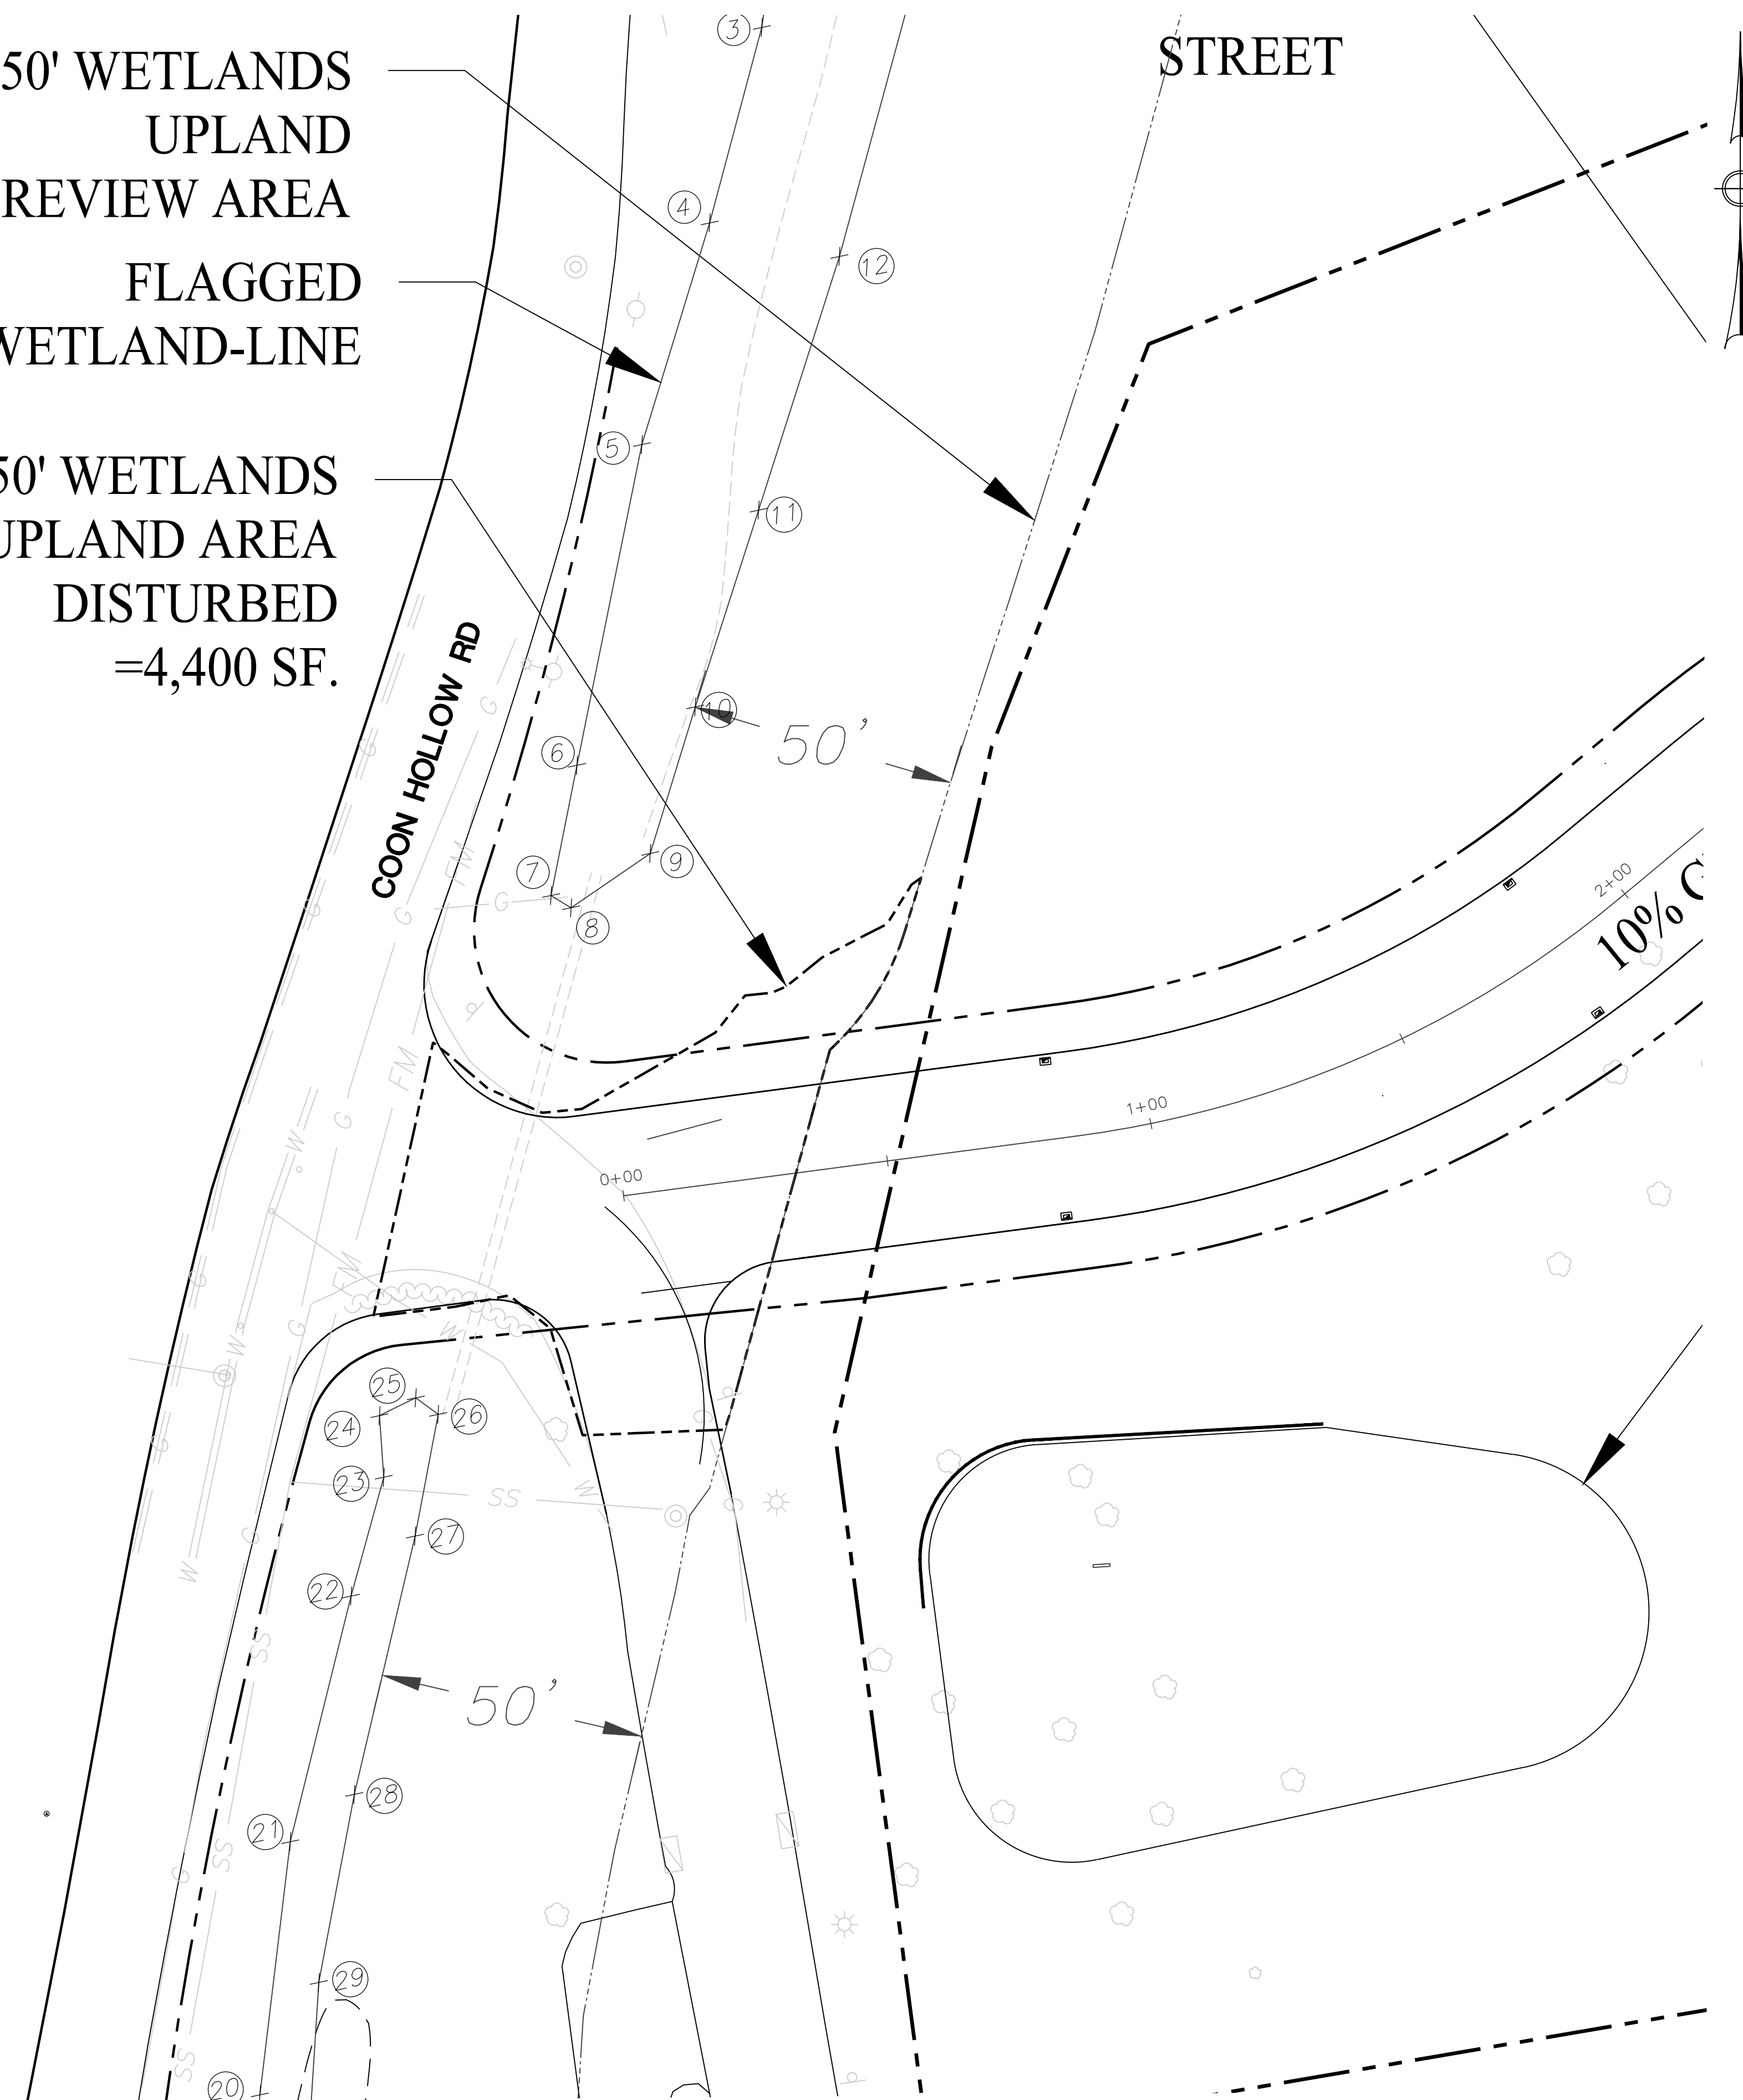 50' WETLANDS
UPLAND
REVIEW AREA
FLAGGED
WETLAND-LINE
50' WETLANDS
UPLAND AREA
DISTURBED
=4,400 SF.
STREET
COON HOLLOW RD
3
4
12
5
11
10
50'
6
7
9
8
G
G
G
G
G
G
FM
FM
FM
W
W
W
G
G
G
0+00
1+00
2+00
10%
25
24
26
23
SS
W
W
G
G
27
22
SS
50'
28
21
SS
G
29
20
SS